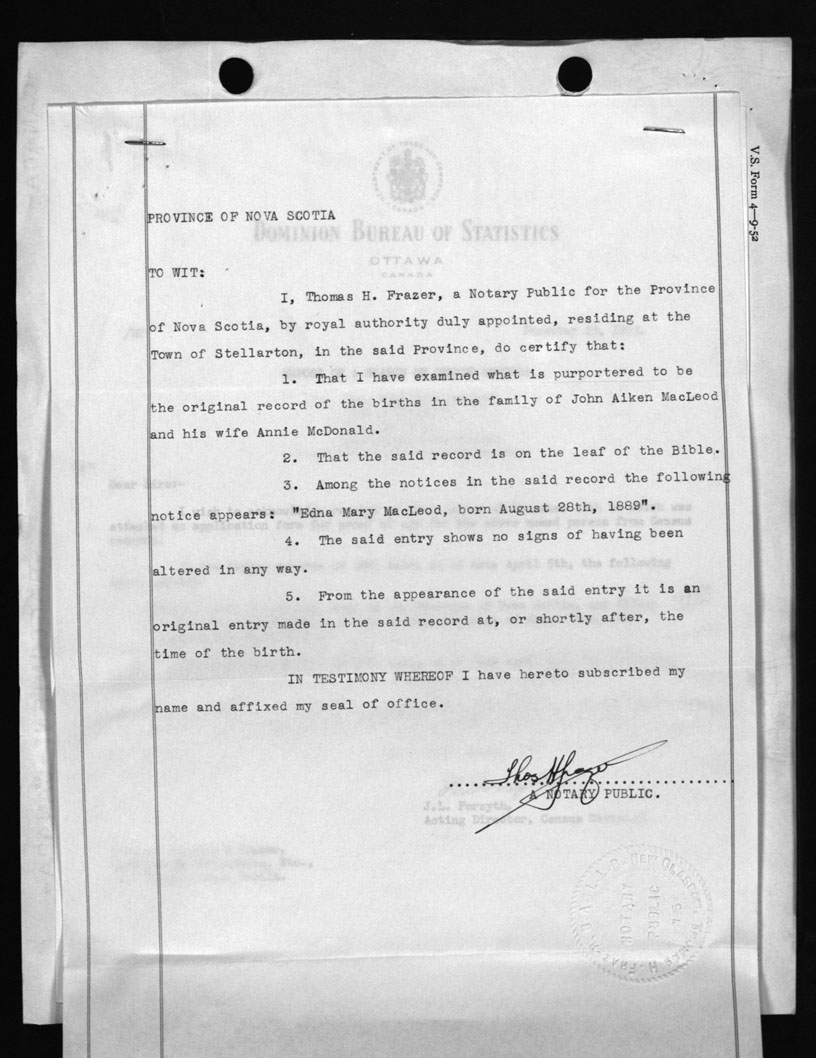 V.S. Form 4—9-52
DOMINION BUREAU OF STATISTICS
OTTAWA
CANADA
PROVINCE OF NOVA SCOTIA
TO WIT:
I, Thomas H. Frazer, a Notary Public for the Province
of Nova Scotia, by royal authority duly appointed, residing at the
Town of Stellarton, in the said Province, do certify that:
1. That I have examined what is purportered to be
the original record of the births in the family of John Aiken MacLeod
and his wife Annie McDonald.
2. That the said record is on the leaf of the Bible.
3. Among the notices in the said record the following
notice appears: "Edna Mary MacLeod, born August 28th, 1889".
4. The said entry shows no signs of having been
altered in any way.
5. From the appearance of the said entry it is an
original entry made in the said record at, or shortly after, the
time of the birth.
IN TESTIMONY WHEREOF I have hereto subscribed my
name and affixed my seal of office.
Thos H Frazer
A NOTARY PUBLIC.
J.L. Forsyth,
Acting Director, Census
NOTARY
PUBLIC